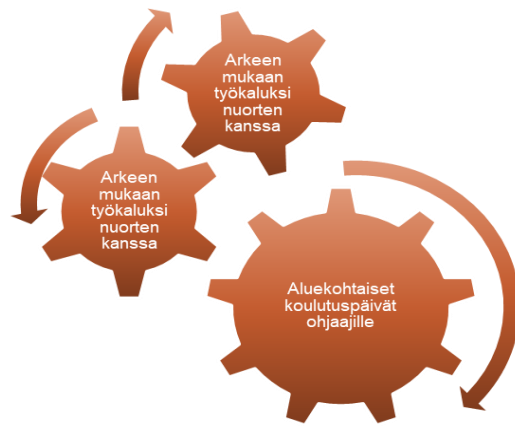 Arkeen
mukaan
työkaluksi
nuorten
kanssa
Arkeen
mukaan
työkaluksi
nuorten
kanssa
Aluekohtaiset
koulutuspäivät
ohjaajille